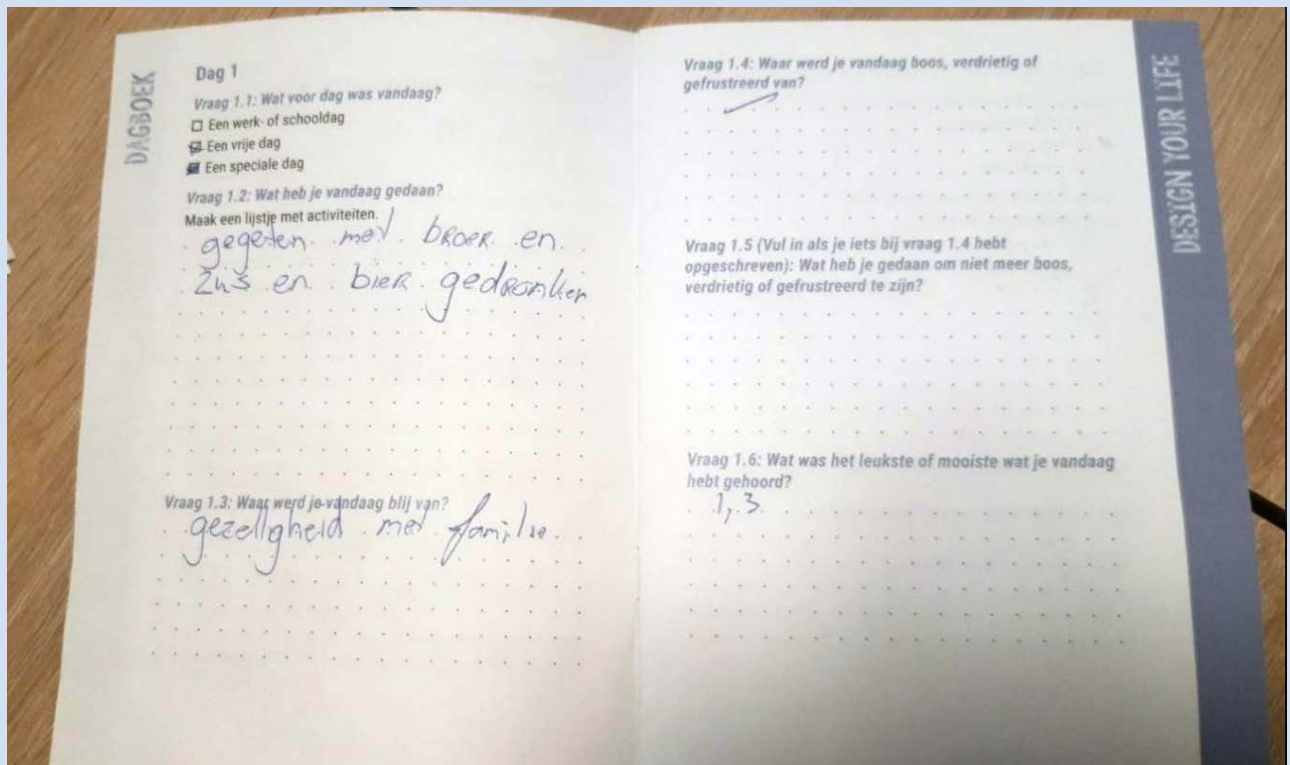 DAGBOEK
Dag 1
Vraag 1.1: Wat voor dag was vandaag?
Een werk- of schooldag
Een vrije dag
Een speciale dag
Vraag 1.2: Wat heb je vandaag gedaan?
Maak een lijstje met activiteiten.
gegeten met broer en
zus en bier gedronken
Vraag 1.3: Waar werd je vandaag blij van?
gezelligheid met familie
Vraag 1.4: Waar werd je vandaag boos, verdrietig of
gefrustreerd van?
Vraag 1.5 (Vul in als je iets bij vraag 1.4 hebt
opgeschreven): Wat heb je gedaan om niet meer boos,
verdrietig of gefrustreerd te zijn?
Vraag 1.6: Wat was het leukste of mooiste wat je vandaag
hebt gehoord?
1,3
DESIGN YOUR LIFE